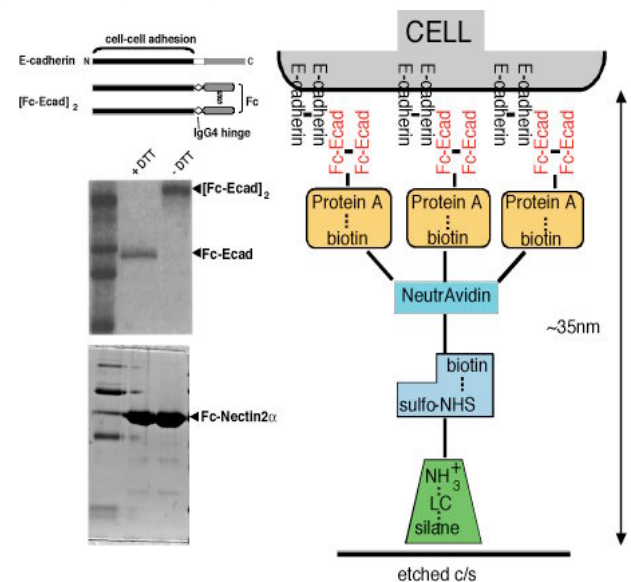 cell-cell adhesion
E-cadherin N C
[Fc-Ecad] 2 Fc
S-S
IgG4 hinge
+ DTT
- DTT
[Fc-Ecad] 2
Fc-Ecad
Fc-Nectin2α
CELL
E-cadherin
E-cadherin
E-cadherin
E-cadherin
E-cadherin
E-cadherin
Fc-Ecad
Fc-Ecad
Fc-Ecad
Fc-Ecad
Fc-Ecad
Fc-Ecad
Protein A
biotin
Protein A
biotin
Protein A
biotin
NeutrAvidin
~35nm
biotin
sulfo-NHS
NH3+
LC
silane
etched c/s